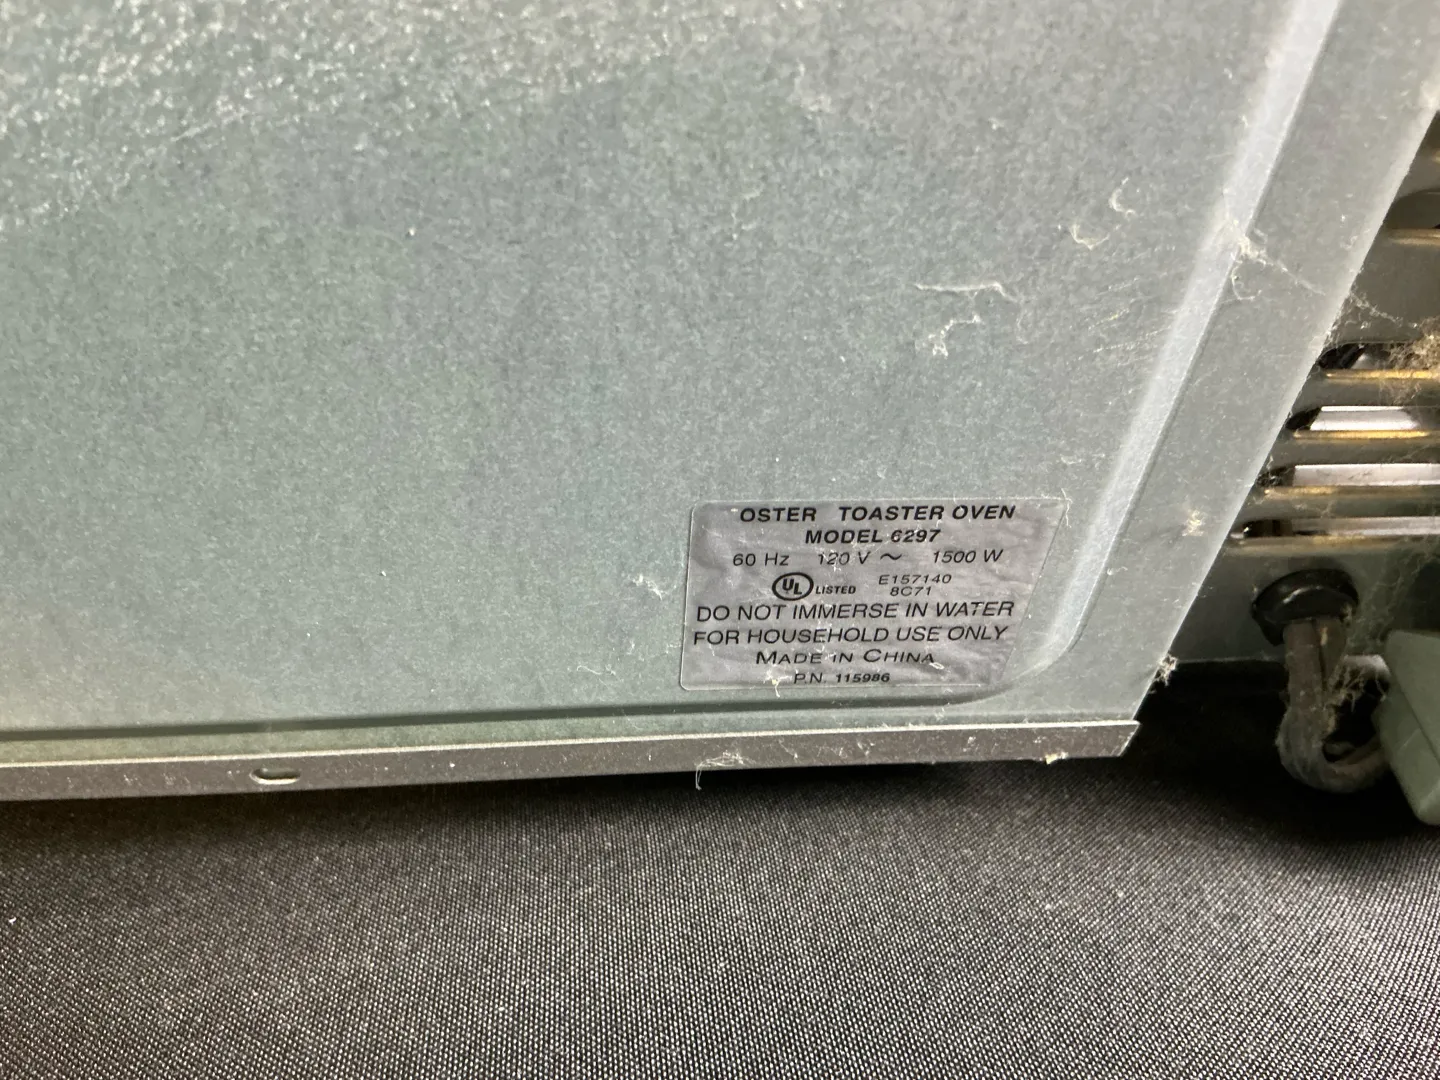 OSTER TOASTER OVEN
MODEL 6297
60 Hz 120 V ~ 1500 W
UL LISTED E157140
8C71
DO NOT IMMERSE IN WATER
FOR HOUSEHOLD USE ONLY
MADE IN CHINA
P.N. 115986